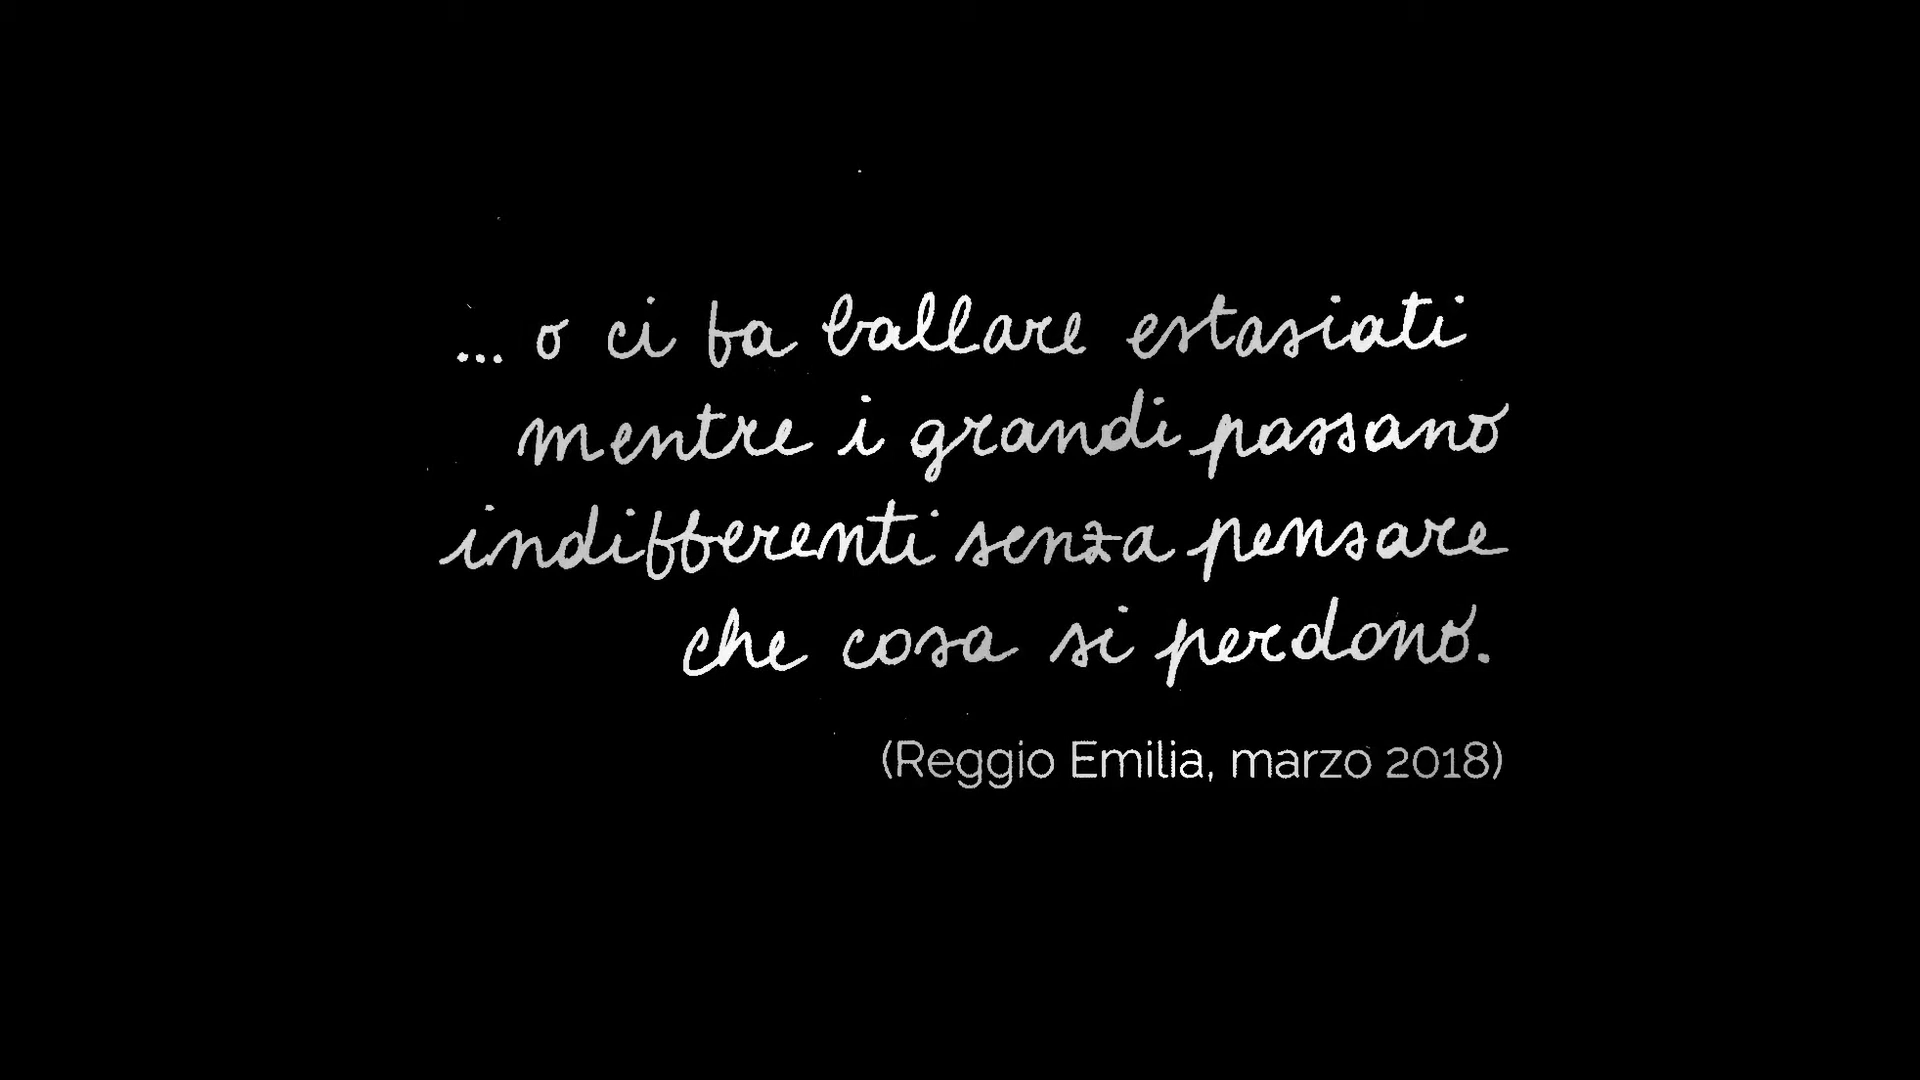 ... o ci fa ballare estasiati
mentre i grandi passano
indifferenti senza pensare
che cosa si perdono.
(Reggio Emilia, marzo 2018)